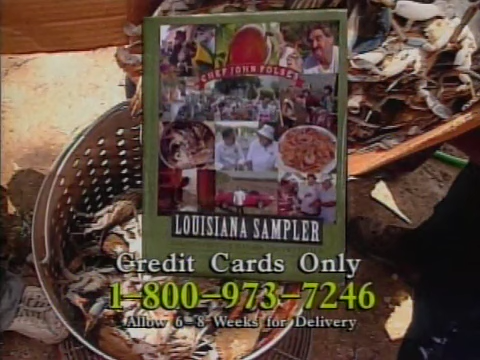 CHEF JOHN FOLSE'S
LOUISIANA SAMPLER
Credit Cards Only
1-800-973-7246
Allow 6-8 Weeks for Delivery